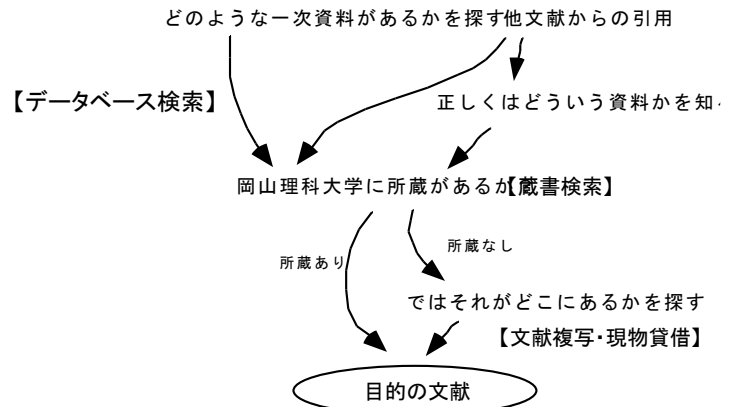 どのような一次資料があるかを探す他文献からの引用
【データベース検索】
正しくはどういう資料かを知
岡山理科大学に所蔵があるか【蔵書検索】
所蔵なし
所蔵あり
ではそれがどこにあるかを探す
【文献複写・現物貸借】
目的の文献